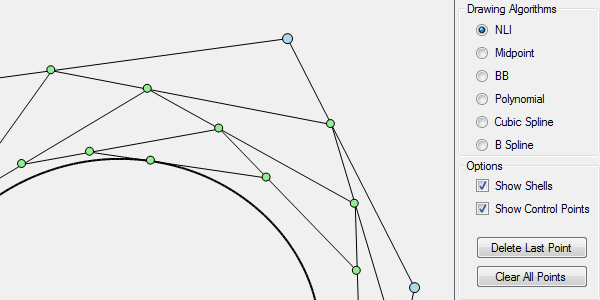 Drawing Algorithms
NLI
Midpoint
BB
Polynomial
Cubic Spline
B Spline
Options
Show Shells
Show Control Points
Delete Last Point
Clear All Points